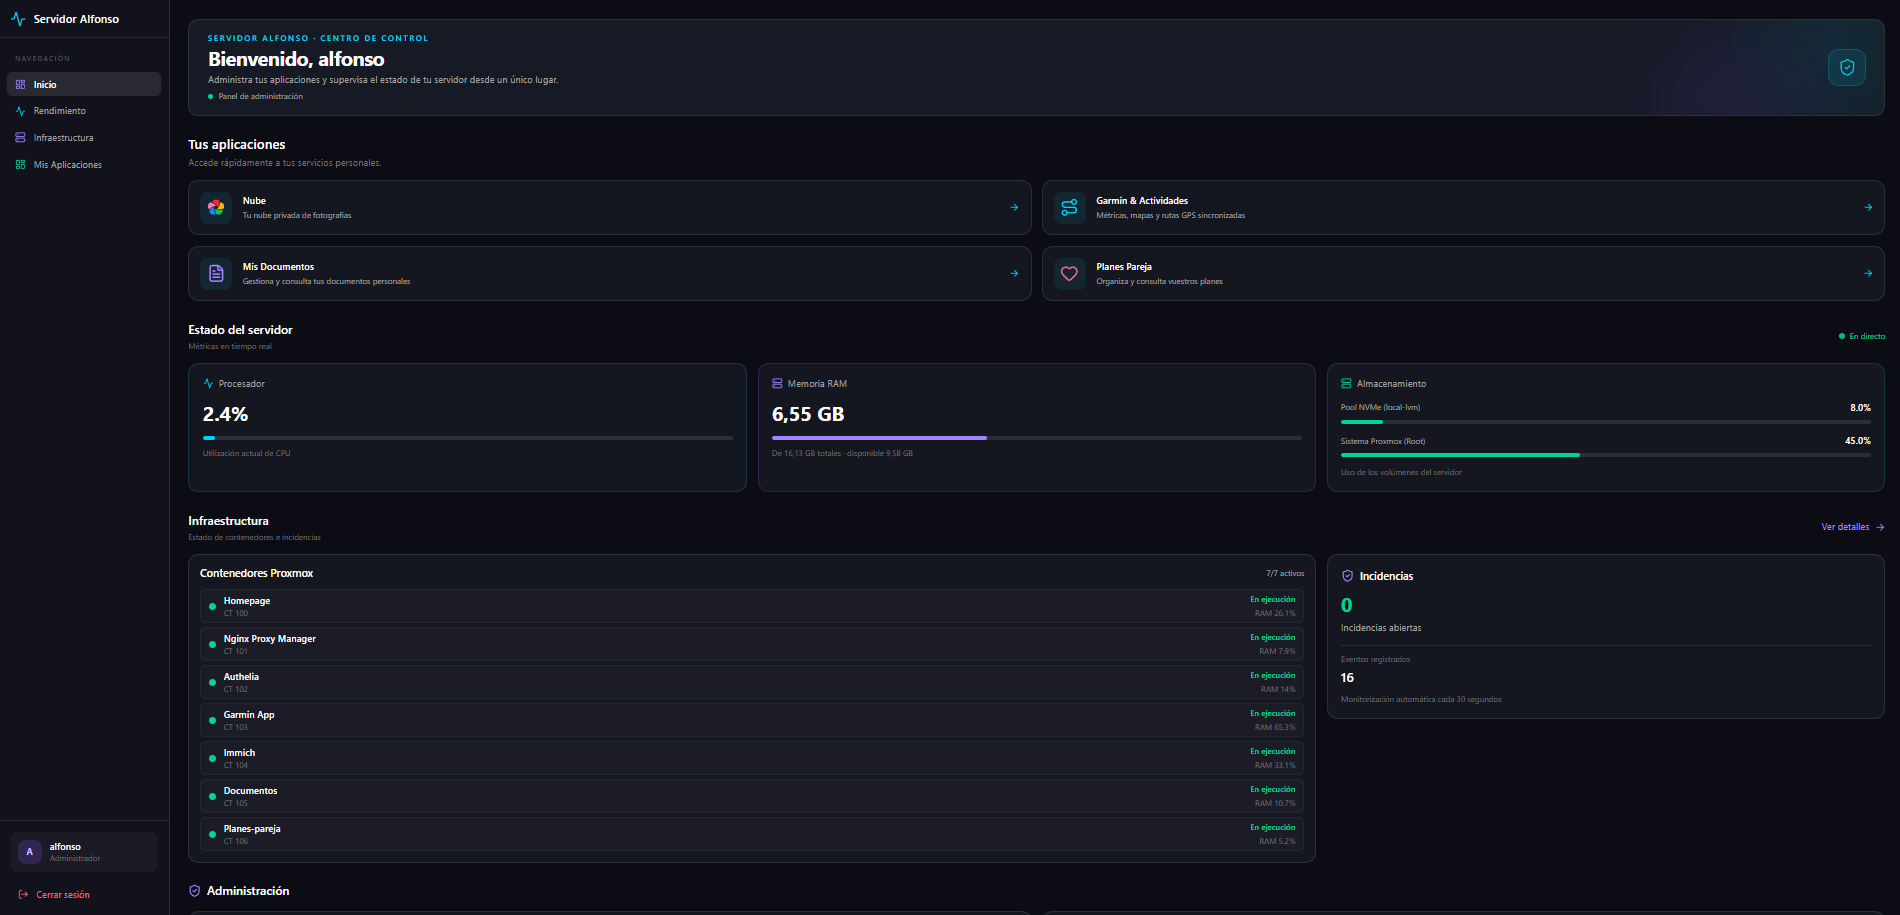 Servidor Alfonso
NAVEGACIÓN
Inicio
Rendimiento
Infraestructura
Mis Aplicaciones
A
alfonso
Administrador
Cerrar sesión
SERVIDOR ALFONSO · CENTRO DE CONTROL
Bienvenido, alfonso
Administra tus aplicaciones y supervisa el estado de tu servidor desde un único lugar.
Panel de administración
Tus aplicaciones
Accede rápidamente a tus servicios personales.
Nube
Tu nube privada de fotografías
Garmin & Actividades
Métricas, mapas y rutas GPS sincronizadas
Mis Documentos
Gestiona y consulta tus documentos personales
Planes Pareja
Organiza y consulta vuestros planes
Estado del servidor
Métricas en tiempo real
En directo
Procesador
2.4%
Utilización actual de CPU
Memoria RAM
6,55 GB
De 16,13 GB totales · disponible 9,58 GB
Almacenamiento
Pool NVMe (local-lvm) 8.0%
Sistema Proxmox (Root) 45.0%
Uso de los volúmenes del servidor
Infraestructura
Estado de contenedores e incidencias
Ver detalles
Contenedores Proxmox 7/7 activos
Homepage En ejecución
CT 100 RAM 26.1%
Nginx Proxy Manager En ejecución
CT 101 RAM 7.9%
Authelia En ejecución
CT 102 RAM 14%
Garmin App En ejecución
CT 103 RAM 65.3%
Immich En ejecución
CT 104 RAM 33.1%
Documentos En ejecución
CT 105 RAM 10.7%
Planes-pareja En ejecución
CT 106 RAM 5.2%
Incidencias
0
Incidencias abiertas
Eventos registrados
16
Monitorización automática cada 30 segundos
Administración